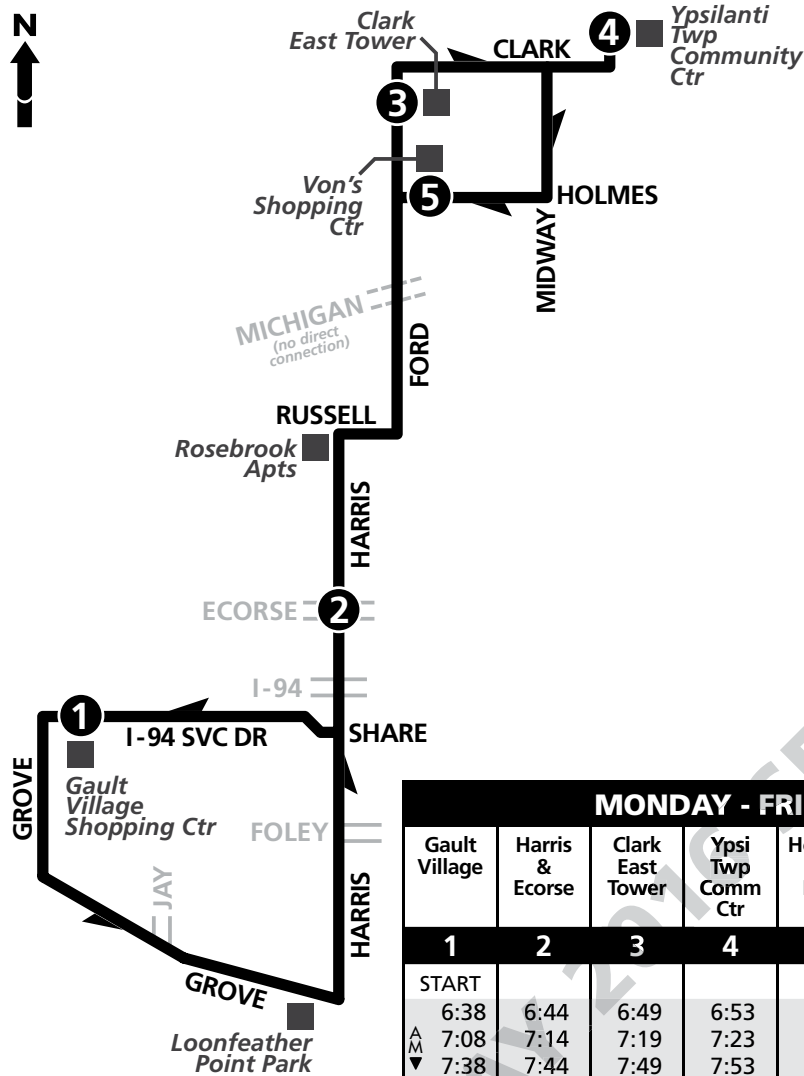 N
Clark
East Tower
CLARK
4
Ypsilanti
Twp
Community
Ctr
3
Von's
Shopping
Ctr
5
HOLMES
MIDWAY
MICHIGAN
(no direct
connection)
FORD
RUSSELL
Rosebrook
Apts
HARRIS
ECORSE
2
I-94
1
I-94 SVC DR
SHARE
GROVE
Gault
Village
Shopping Ctr
FOLEY
JAY
HARRIS
GROVE
Loonfeather
Point Park
MONDAY - FRI
Gault
Village
Harris
&
Ecorse
Clark
East
Tower
Ypsi
Twp
Comm
Ctr
1 2 3 4
START
6:38 6:44 6:49 6:53
AM 7:08 7:14 7:19 7:23
7:38 7:44 7:49 7:53